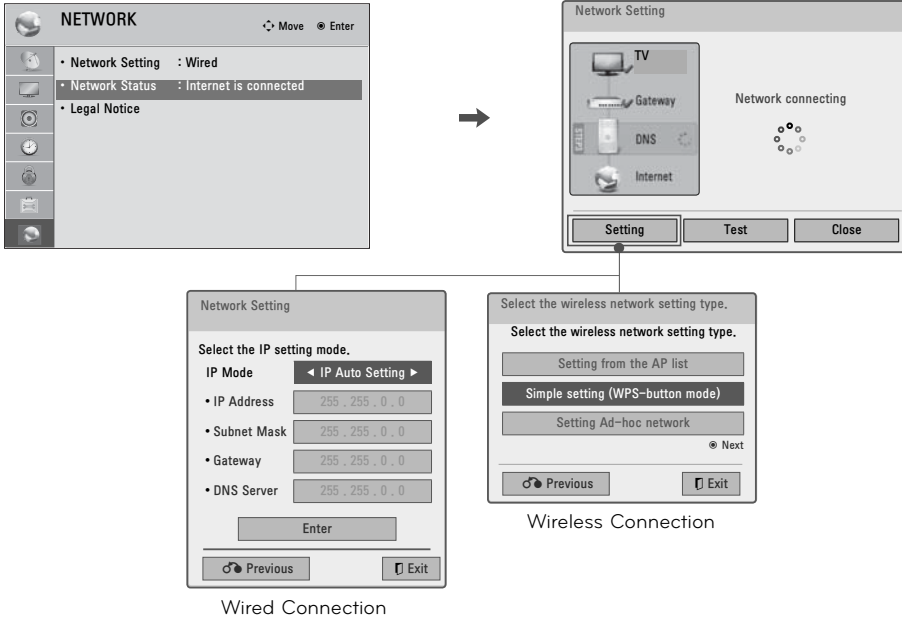 NETWORK
Move ◉ Enter
• Network Setting : Wired
• Network Status : Internet is connected
• Legal Notice
Network Setting
TV
Gateway
STEP3
DNS
Internet
Network connecting
Setting Test Close
Network Setting
Select the IP setting mode.
IP Mode ◄ IP Auto Setting ►
• IP Address 255 . 255 . 0 . 0
• Subnet Mask 255 . 255 . 0 . 0
• Gateway 255 . 255 . 0 . 0
• DNS Server 255 . 255 . 0 . 0
Enter
Previous Exit
Wired Connection
Select the wireless network setting type.
Select the wireless network setting type.
Setting from the AP list
Simple setting (WPS-button mode)
Setting Ad-hoc network
◉ Next
Previous Exit
Wireless Connection